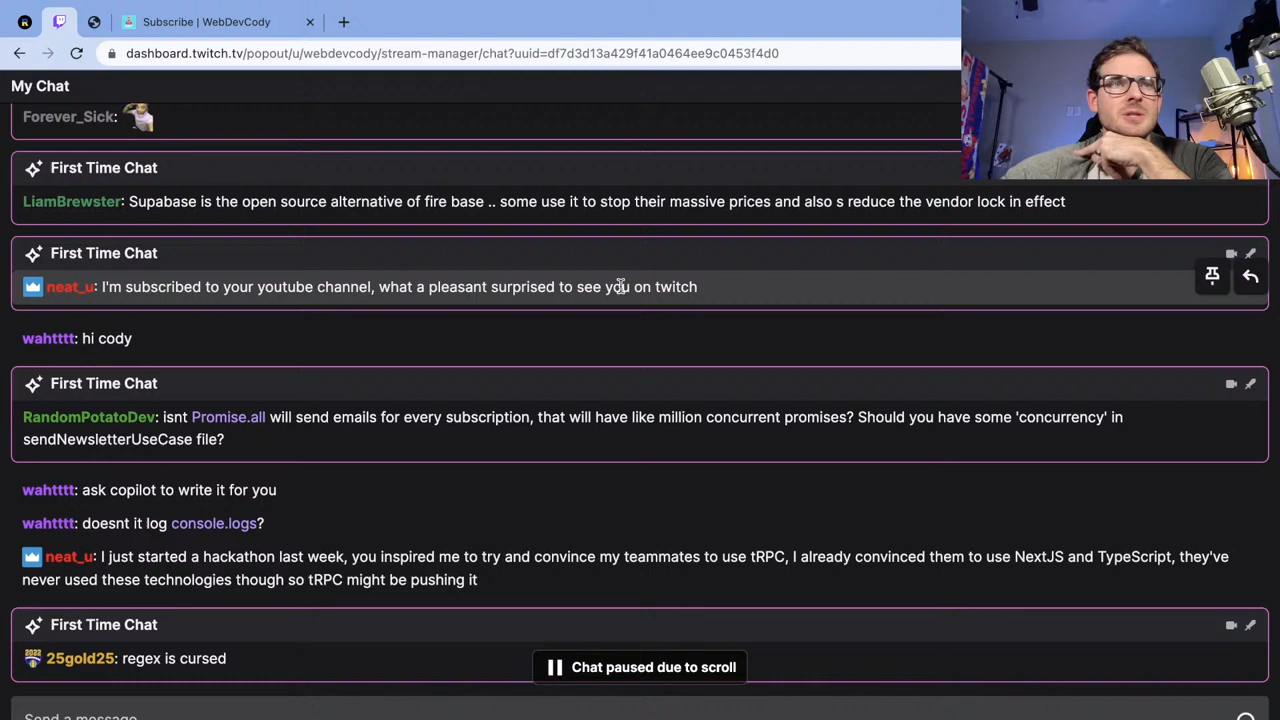 Subscribe | WebDevCody
dashboard.twitch.tv/popout/u/webdevcody/stream-manager/chat?uuid=df7d3d13a429f41a0464ee9c0453f4d0
My Chat
Forever_Sick:
First Time Chat
LiamBrewster: Supabase is the open source alternative of fire base .. some use it to stop their massive prices and also s reduce the vendor lock in effect
First Time Chat
neat_u: I'm subscribed to your youtube channel, what a pleasant surprised to see you on twitch
wahtttt: hi cody
First Time Chat
RandomPotatoDev: isnt Promise.all will send emails for every subscription, that will have like million concurrent promises? Should you have some 'concurrency' in
sendNewsletterUseCase file?
wahtttt: ask copilot to write it for you
wahtttt: doesnt it log console.logs?
neat_u: I just started a hackathon last week, you inspired me to try and convince my teammates to use tRPC, I already convinced them to use NextJS and TypeScript, they've
never used these technologies though so tRPC might be pushing it
First Time Chat
25gold25: regex is cursed
Chat paused due to scroll
Send a message